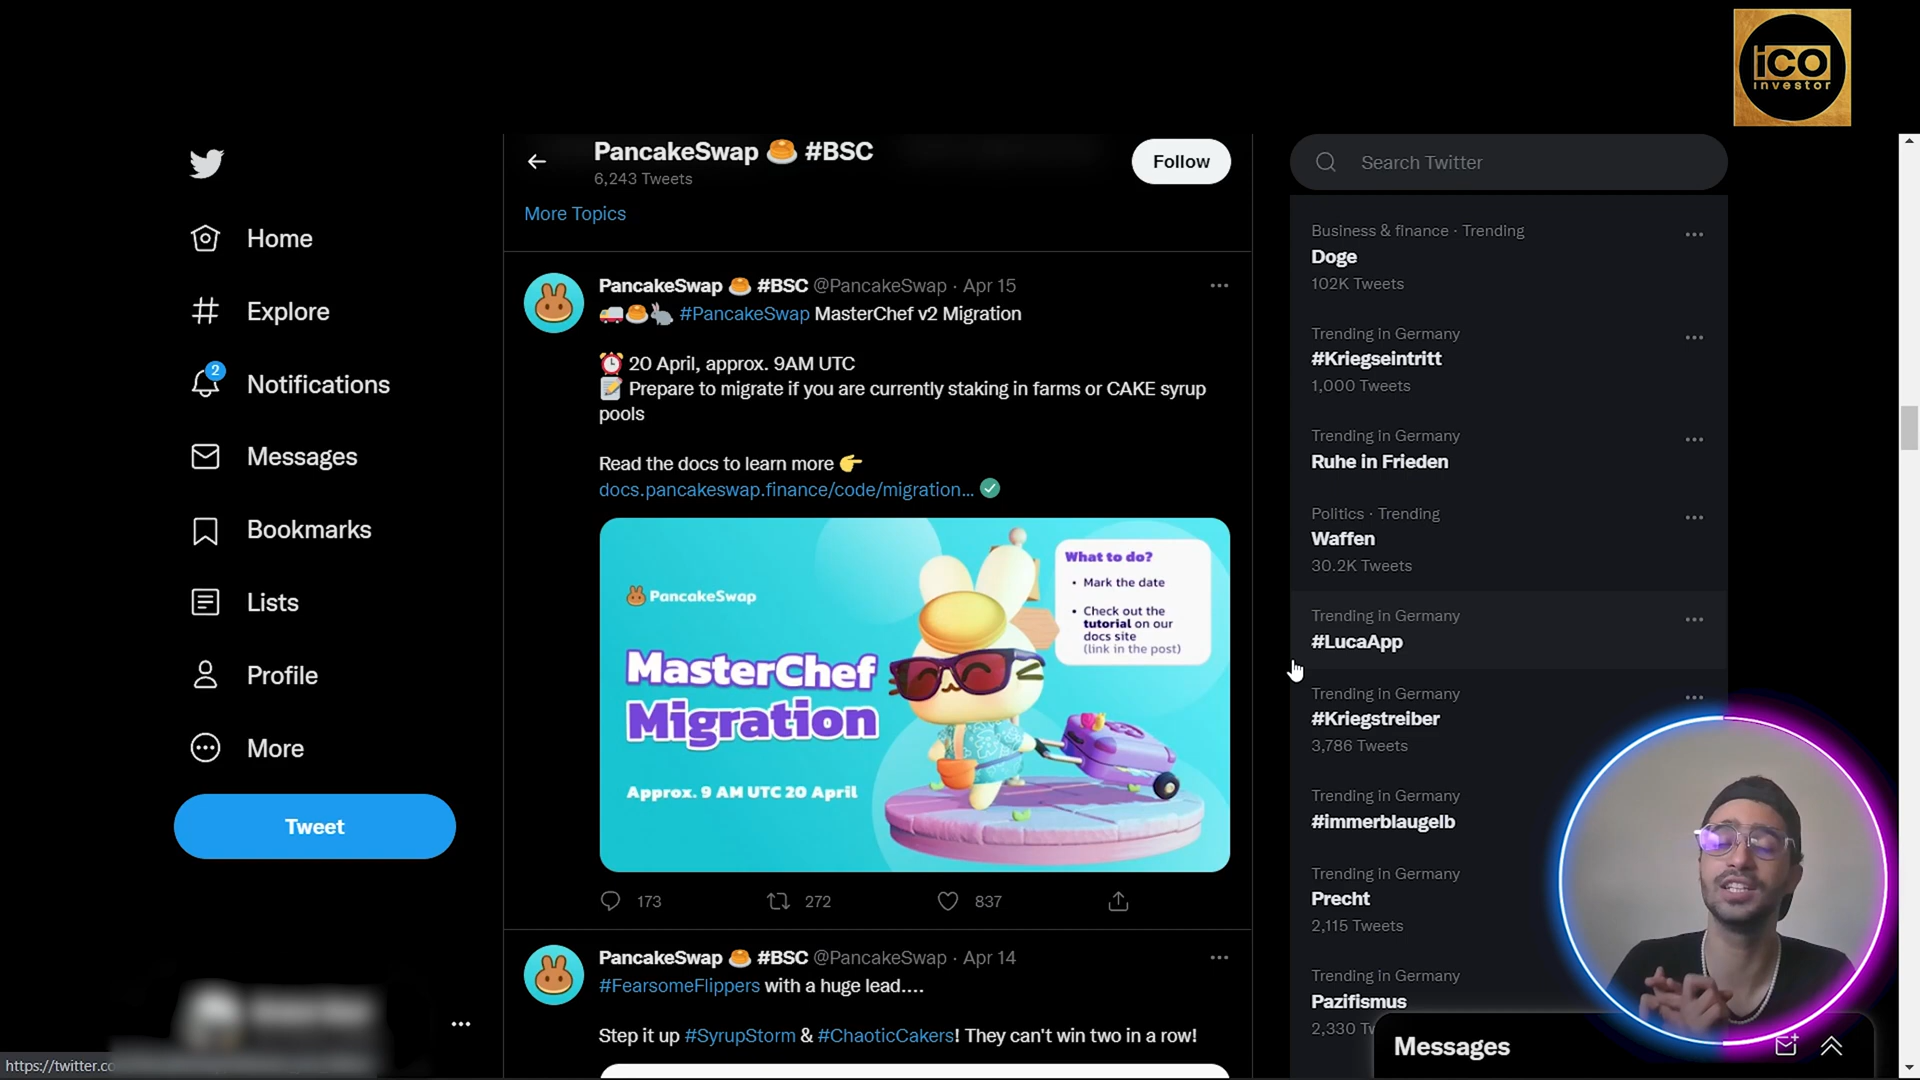 iCO
investor
PancakeSwap 🥞 #BSC
6,243 Tweets
Follow
Search Twitter
More Topics
Home
Explore
2
Notifications
Messages
Bookmarks
Lists
Profile
More
Tweet
PancakeSwap 🥞 #BSC @PancakeSwap · Apr 15
🚚🥞🐇 #PancakeSwap MasterChef v2 Migration
⏰ 20 April, approx. 9AM UTC
📝 Prepare to migrate if you are currently staking in farms or CAKE syrup
pools
Read the docs to learn more 👉
docs.pancakeswap.finance/code/migration...
PancakeSwap
MasterChef
Migration
Approx. 9 AM UTC 20 April
What to do?
• Mark the date
• Check out the
tutorial on our
docs site
(link in the post)
173
272
837
PancakeSwap 🥞 #BSC @PancakeSwap · Apr 14
#FearsomeFlippers with a huge lead....
Step it up #SyrupStorm & #ChaoticCakers! They can't win two in a row!
Business & finance · Trending
Doge
102K Tweets
Trending in Germany
#Kriegseintritt
1,000 Tweets
Trending in Germany
Ruhe in Frieden
Politics · Trending
Waffen
30.2K Tweets
Trending in Germany
#LucaApp
Trending in Germany
#Kriegstreiber
3,786 Tweets
Trending in Germany
#immerblaugelb
Trending in Germany
Precht
2,115 Tweets
Trending in Germany
Pazifismus
2,330 Tw
Messages
https://twitter.co